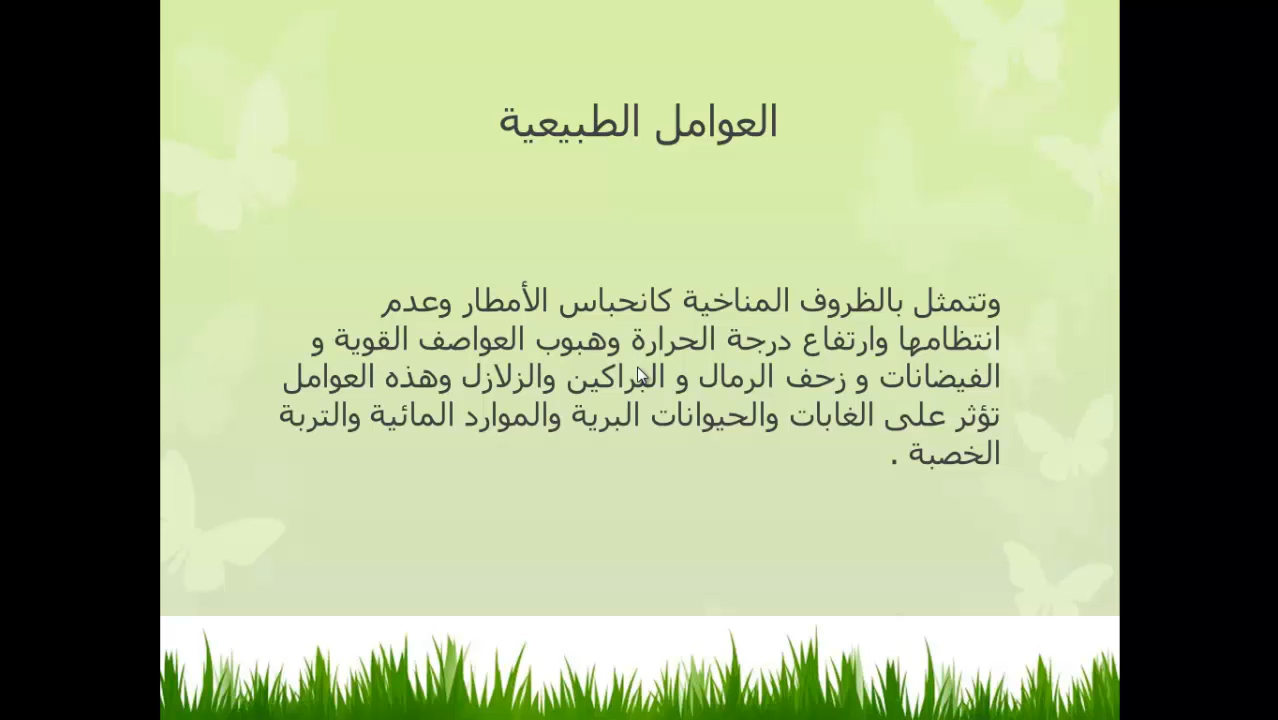 العوامل الطبيعية
وتتمثل بالظروف المناخية كانحباس الأمطار وعدم
انتظامها وارتفاع درجة الحرارة وهبوب العواصف القوية و
الفيضانات و زحف الرمال و البراكين والزلازل وهذه العوامل
تؤثر على الغابات والحيوانات البرية والموارد المائية والتربة
الخصبة .